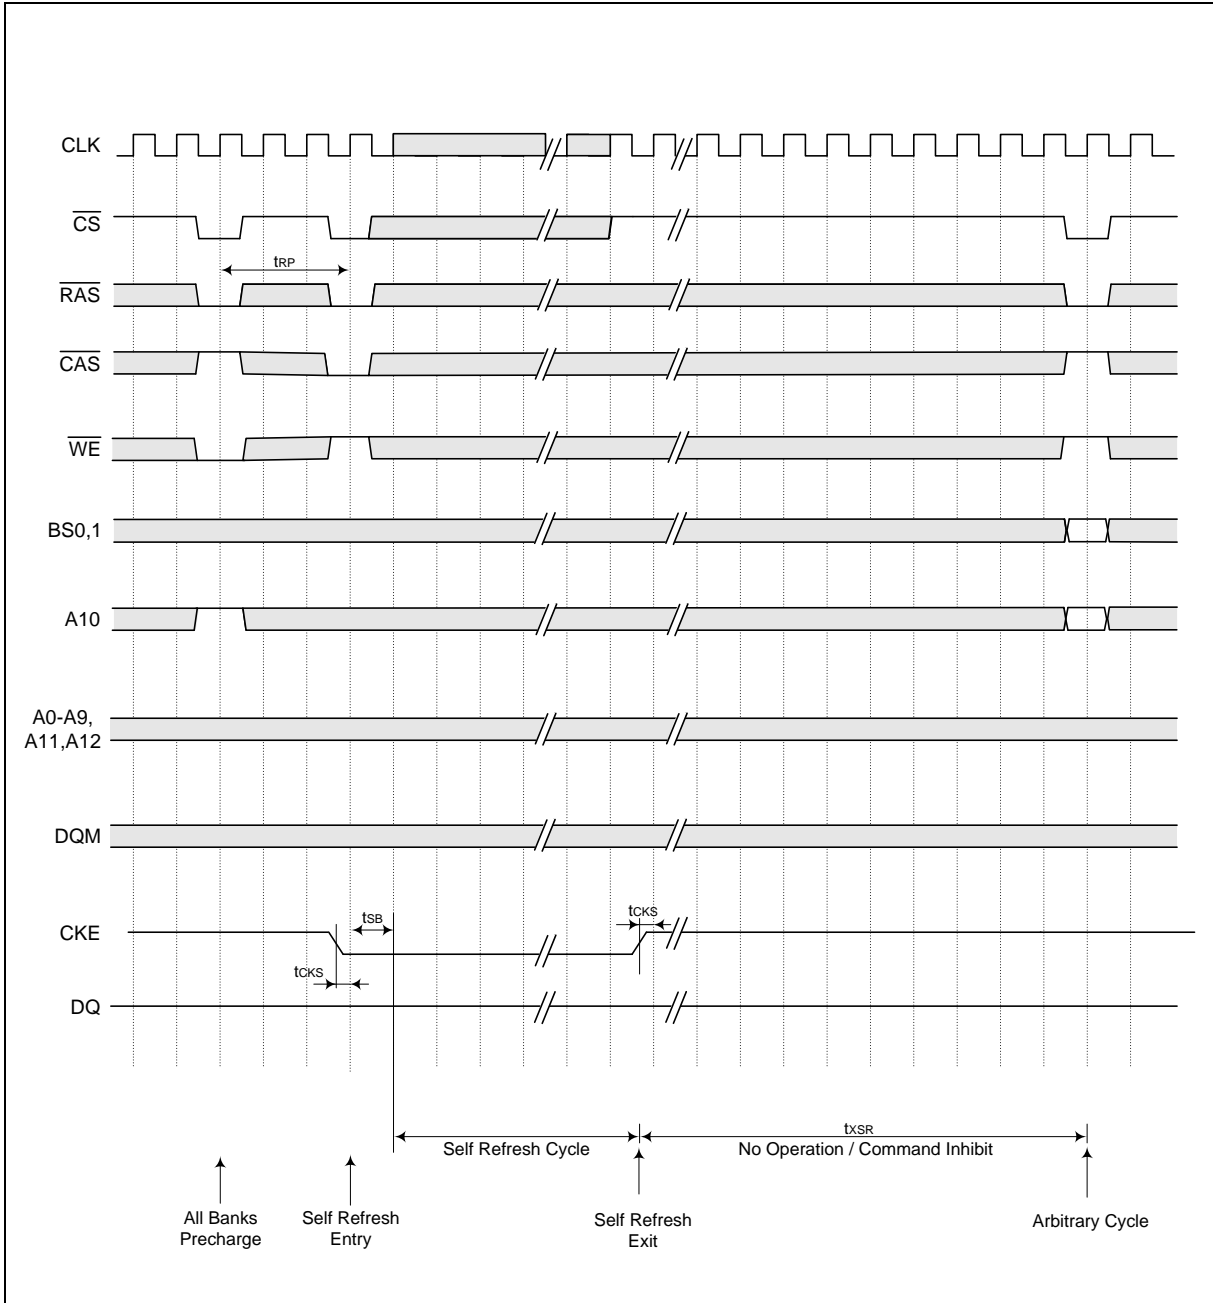 CLK
CS
tRP
RAS
CAS
WE
BS0,1
A10
A0-A9,
A11,A12
DQM
tSB
tCKS
CKE
tCKS
DQ
tXSR
Self Refresh Cycle
No Operation / Command Inhibit
All Banks
Precharge
Self Refresh
Entry
Self Refresh
Exit
Arbitrary Cycle